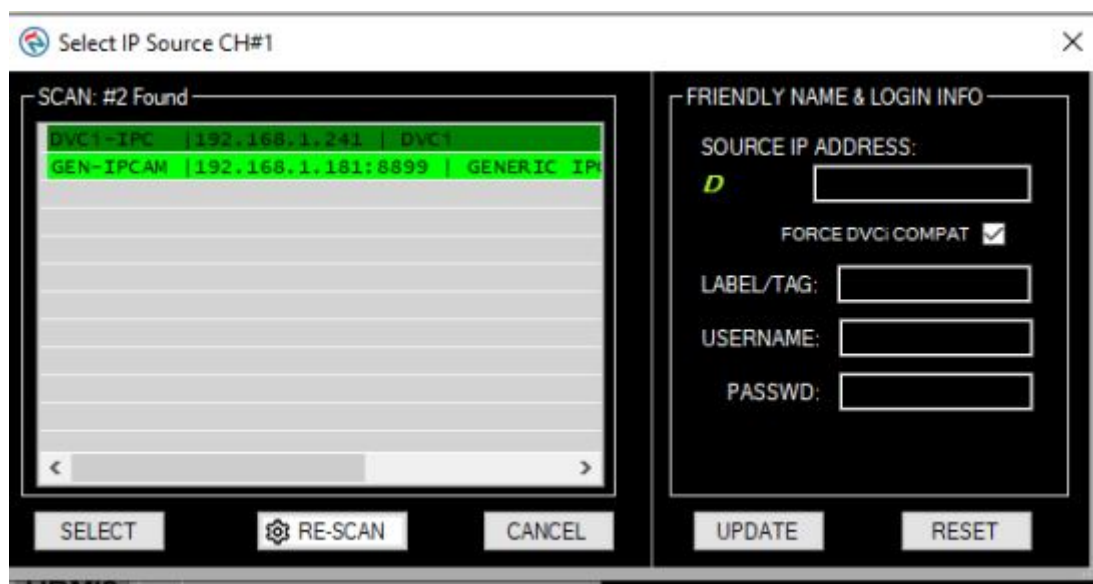 Select IP Source CH#1
SCAN: #2 Found
DVCi-IPC |192.168.1.241 | DVCi
GEN-IPCAM |192.168.1.181:8899 | GENERIC IP
SELECT
RE-SCAN
CANCEL
FRIENDLY NAME & LOGIN INFO
SOURCE IP ADDRESS:
D
FORCE DVCi COMPAT
LABEL/TAG:
USERNAME:
PASSWD:
UPDATE
RESET